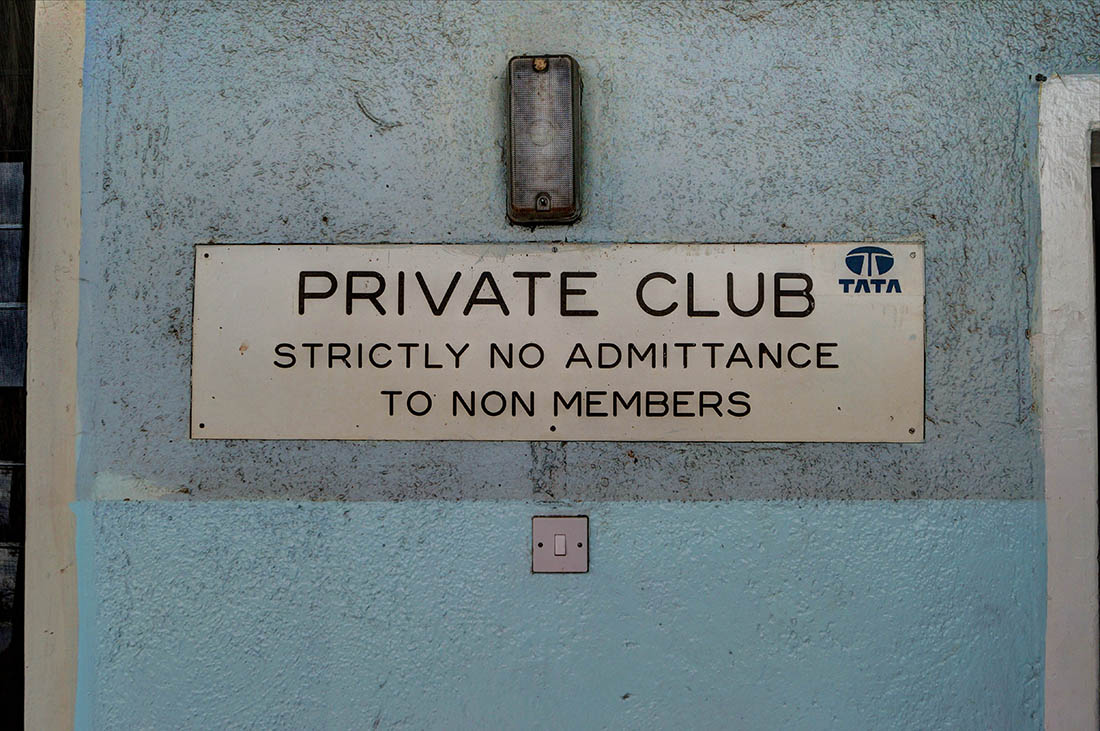 PRIVATE CLUB
TATA
STRICTLY NO ADMITTANCE
TO NON MEMBERS